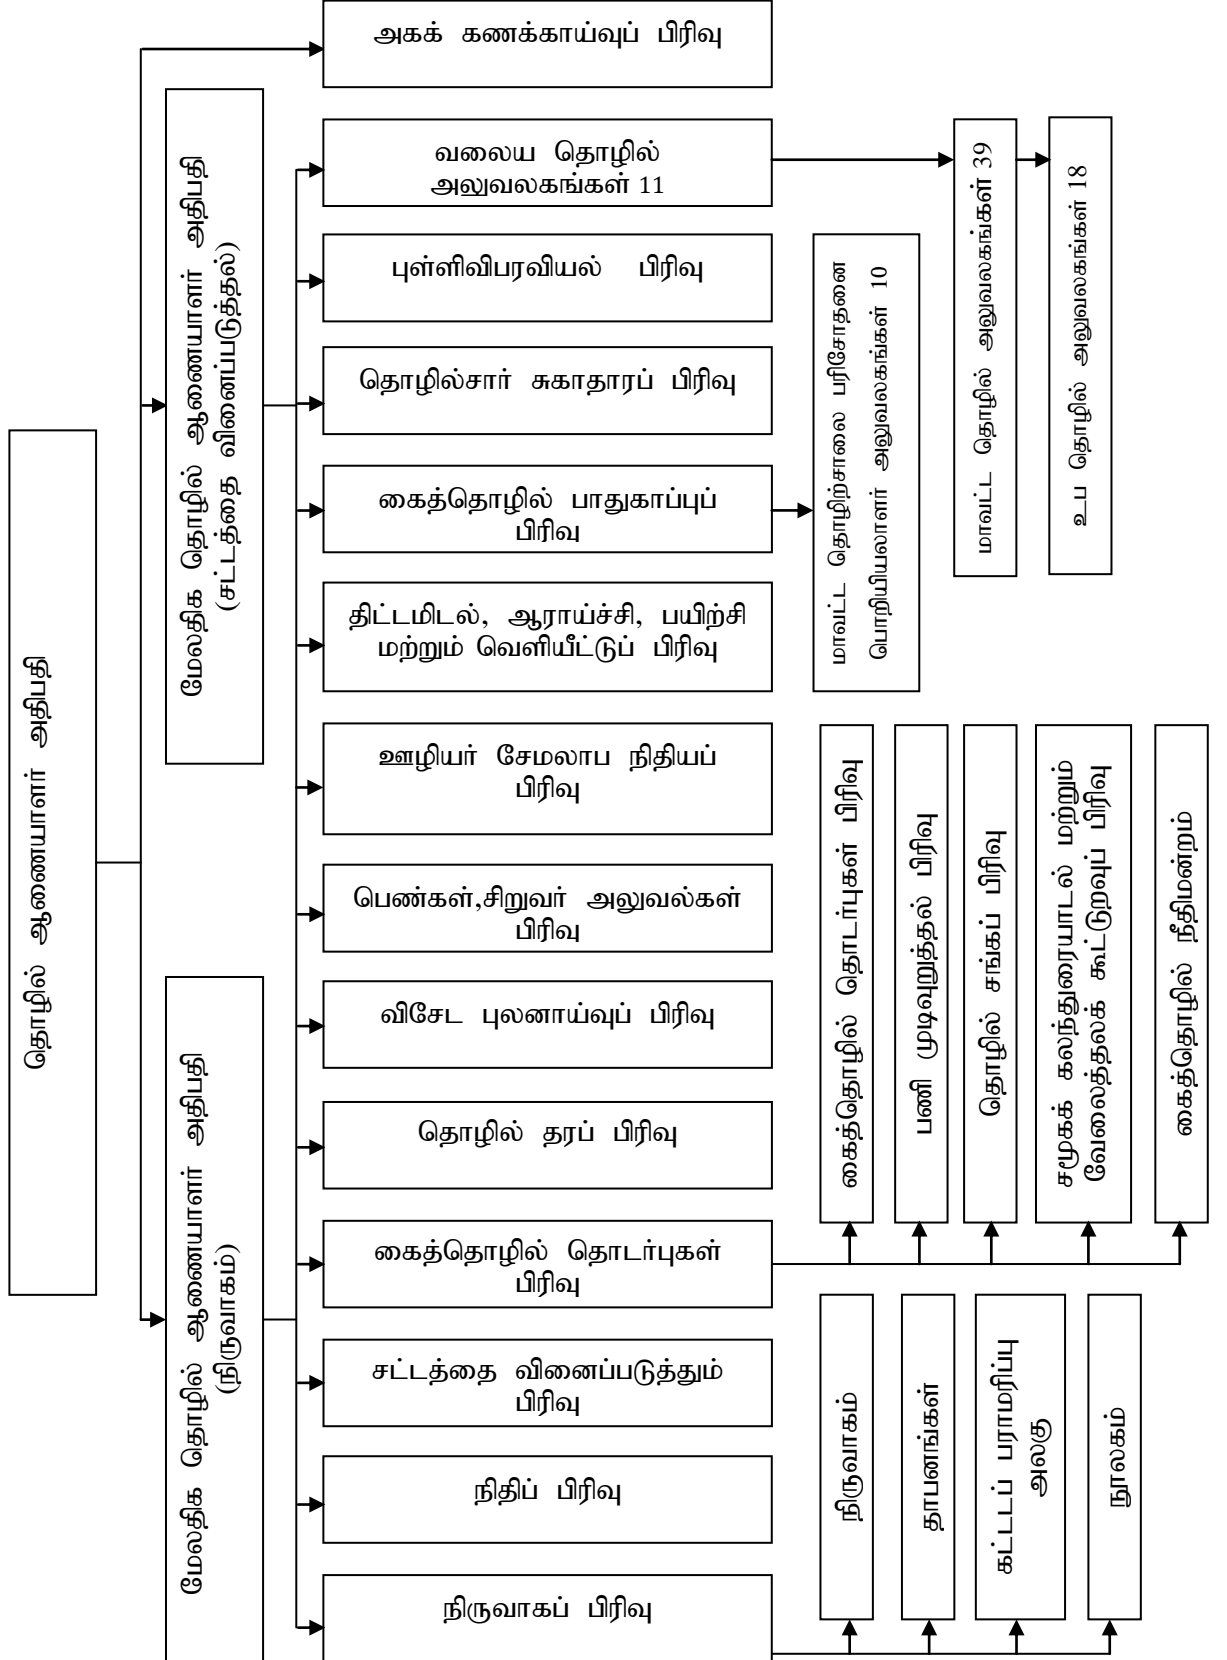 தொழில் ஆணையாளர் அதிபதி
மேலதிக தொழில் ஆணையாளர் அதிபதி
(சட்டத்தை வினைப்படுத்தல்)
மேலதிக தொழில் ஆணையாளர் அதிபதி
(நிருவாகம்)
அகக் கணக்காய்வுப் பிரிவு
வலைய தொழில்
அலுவலகங்கள் 11
மாவட்ட தொழில் அலுவலகங்கள் 39
உப தொழில் அலுவலகங்கள் 18
புள்ளிவிபரவியல் பிரிவு
தொழில்சார் சுகாதாரப் பிரிவு
கைத்தொழில் பாதுகாப்புப்
பிரிவு
மாவட்ட தொழிற்சாலை பரிசோதனை
பொறியியலாளர் அலுவலகங்கள் 10
திட்டமிடல், ஆராய்ச்சி, பயிற்சி
மற்றும் வெளியீட்டுப் பிரிவு
ஊழியர் சேமலாப நிதியப்
பிரிவு
பெண்கள்,சிறுவர் அலுவல்கள்
பிரிவு
விசேட புலனாய்வுப் பிரிவு
தொழில் தரப் பிரிவு
கைத்தொழில் தொடர்புகள்
பிரிவு
கைத்தொழில் தொடர்புகள் பிரிவு
பணி முடிவுறுத்தல் பிரிவு
தொழில் சங்கப் பிரிவு
சமூகக் கலந்துரையாடல் மற்றும்
வேலைத்தலக் கூட்டுறவுப் பிரிவு
கைத்தொழில் நீதிமன்றம்
சட்டத்தை வினைப்படுத்தும்
பிரிவு
நிதிப் பிரிவு
நிருவாகப் பிரிவு
நிருவாகம்
தாபனங்கள்
கட்டடப் பராமரிப்பு
அலகு
நூலகம்